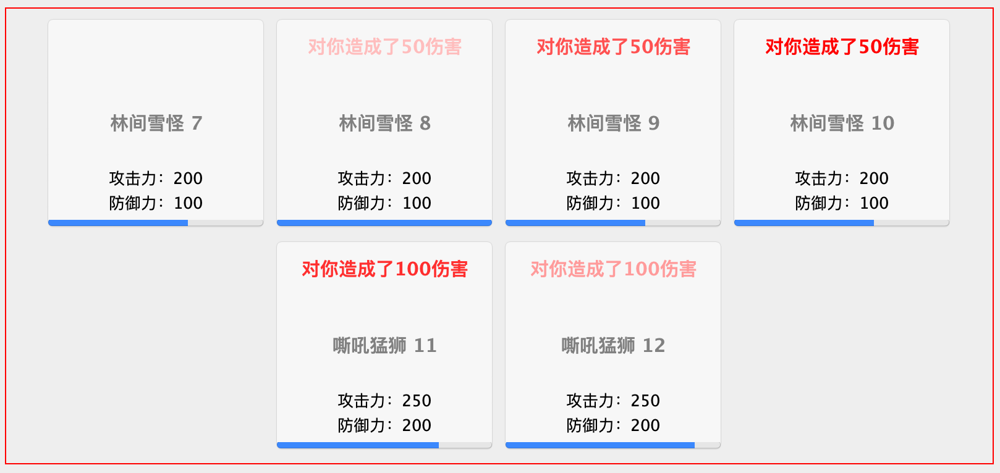 林间雪怪 7
攻击力：200
防御力：100
对你造成了50伤害
林间雪怪 8
攻击力：200
防御力：100
对你造成了50伤害
林间雪怪 9
攻击力：200
防御力：100
对你造成了50伤害
林间雪怪 10
攻击力：200
防御力：100
对你造成了100伤害
嘶吼猛狮 11
攻击力：250
防御力：200
对你造成了100伤害
嘶吼猛狮 12
攻击力：250
防御力：200